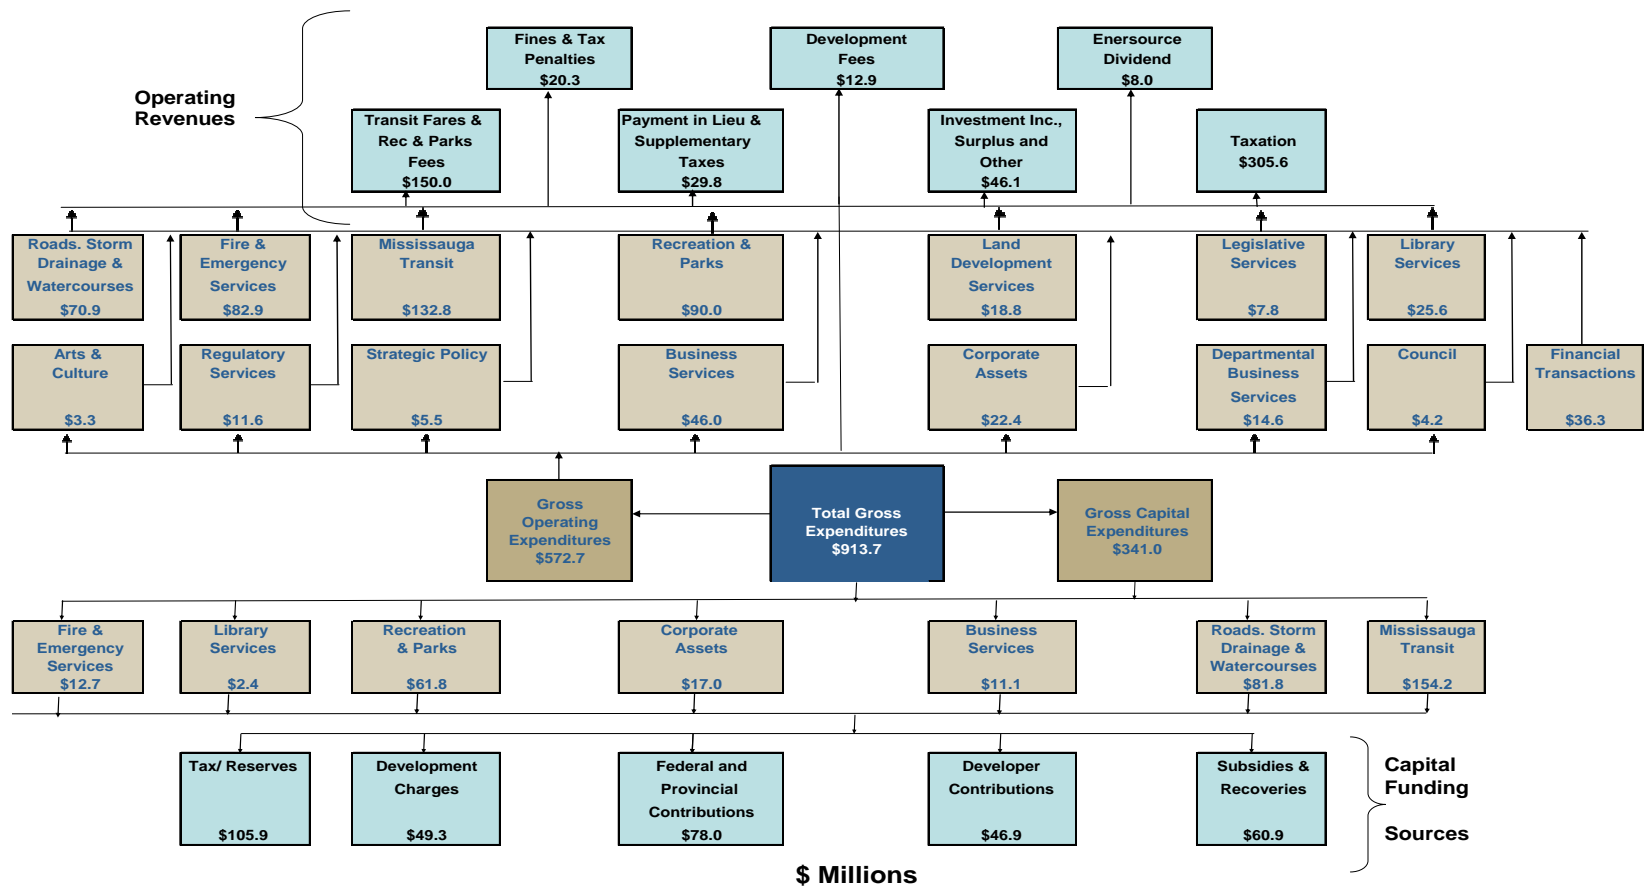 Fines & Tax
Penalties
$20.3
Development
Fees
$12.9
Enersource
Dividend
$8.0
Operating
Revenues
Transit Fares &
Rec & Parks
Fees
$150.0
Payment in Lieu &
Supplementary
Taxes
$29.8
Investment Inc.,
Surplus and
Other
$46.1
Taxation
$305.6
Roads. Storm
Drainage &
Watercourses
$70.9
Fire &
Emergency
Services
$82.9
Mississauga
Transit
$132.8
Recreation &
Parks
$90.0
Land
Development
Services
$18.8
Legislative
Services
$7.8
Library
Services
$25.6
Arts &
Culture
$3.3
Regulatory
Services
$11.6
Strategic Policy
$5.5
Business
Services
$46.0
Corporate
Assets
$22.4
Departmental
Business
Services
$14.6
Council
$4.2
Financial
Transactions
$36.3
Gross
Operating
Expenditures
$572.7
Total Gross
Expenditures
$913.7
Gross Capital
Expenditures
$341.0
Fire &
Emergency
Services
$12.7
Library
Services
$2.4
Recreation
& Parks
$61.8
Corporate
Assets
$17.0
Business
Services
$11.1
Roads. Storm
Drainage &
Watercourses
$81.8
Mississauga
Transit
$154.2
Tax/ Reserves
$105.9
Development
Charges
$49.3
Federal and
Provincial
Contributions
$78.0
Developer
Contributions
$46.9
Subsidies &
Recoveries
$60.9
Capital
Funding
Sources
$ Millions